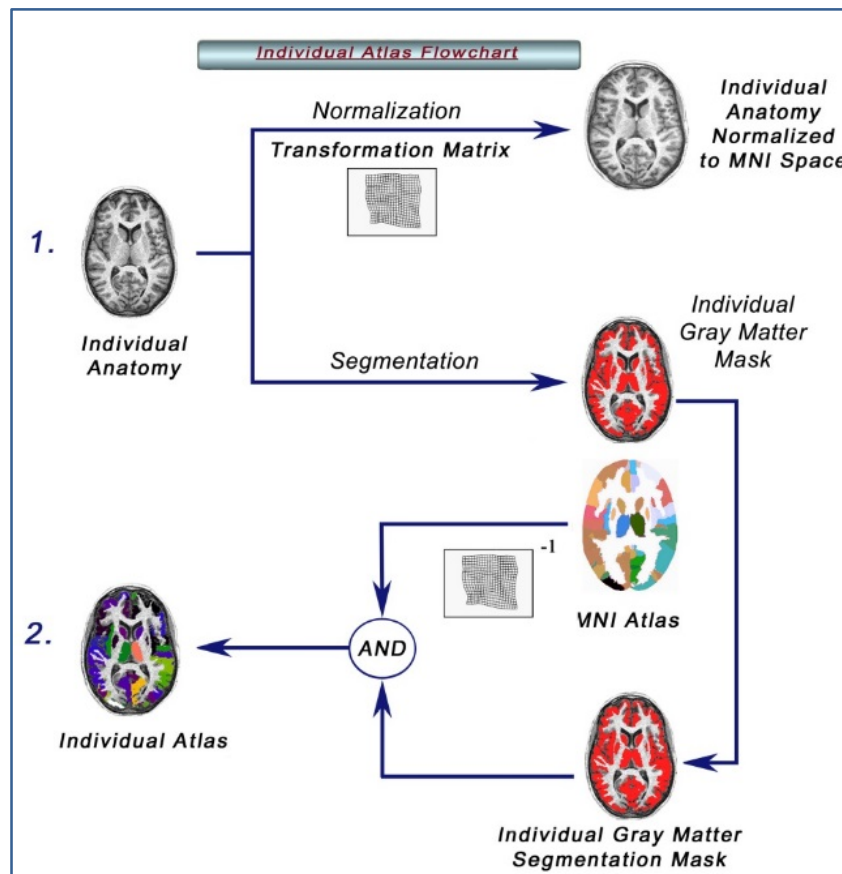 Individual Atlas Flowchart
Normalization
Transformation Matrix
Individual
Anatomy
Normalized
to MNI Space
1.
Individual
Anatomy
Segmentation
Individual
Gray Matter
Mask
-1
MNI Atlas
2.
AND
Individual Atlas
Individual Gray Matter
Segmentation Mask